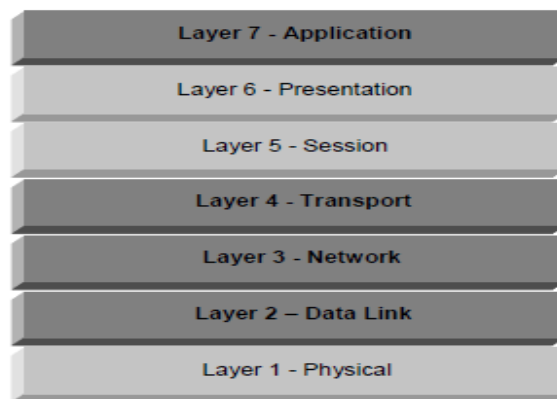 Layer 7 - Application
Layer 6 - Presentation
Layer 5 - Session
Layer 4 - Transport
Layer 3 - Network
Layer 2 – Data Link
Layer 1 - Physical